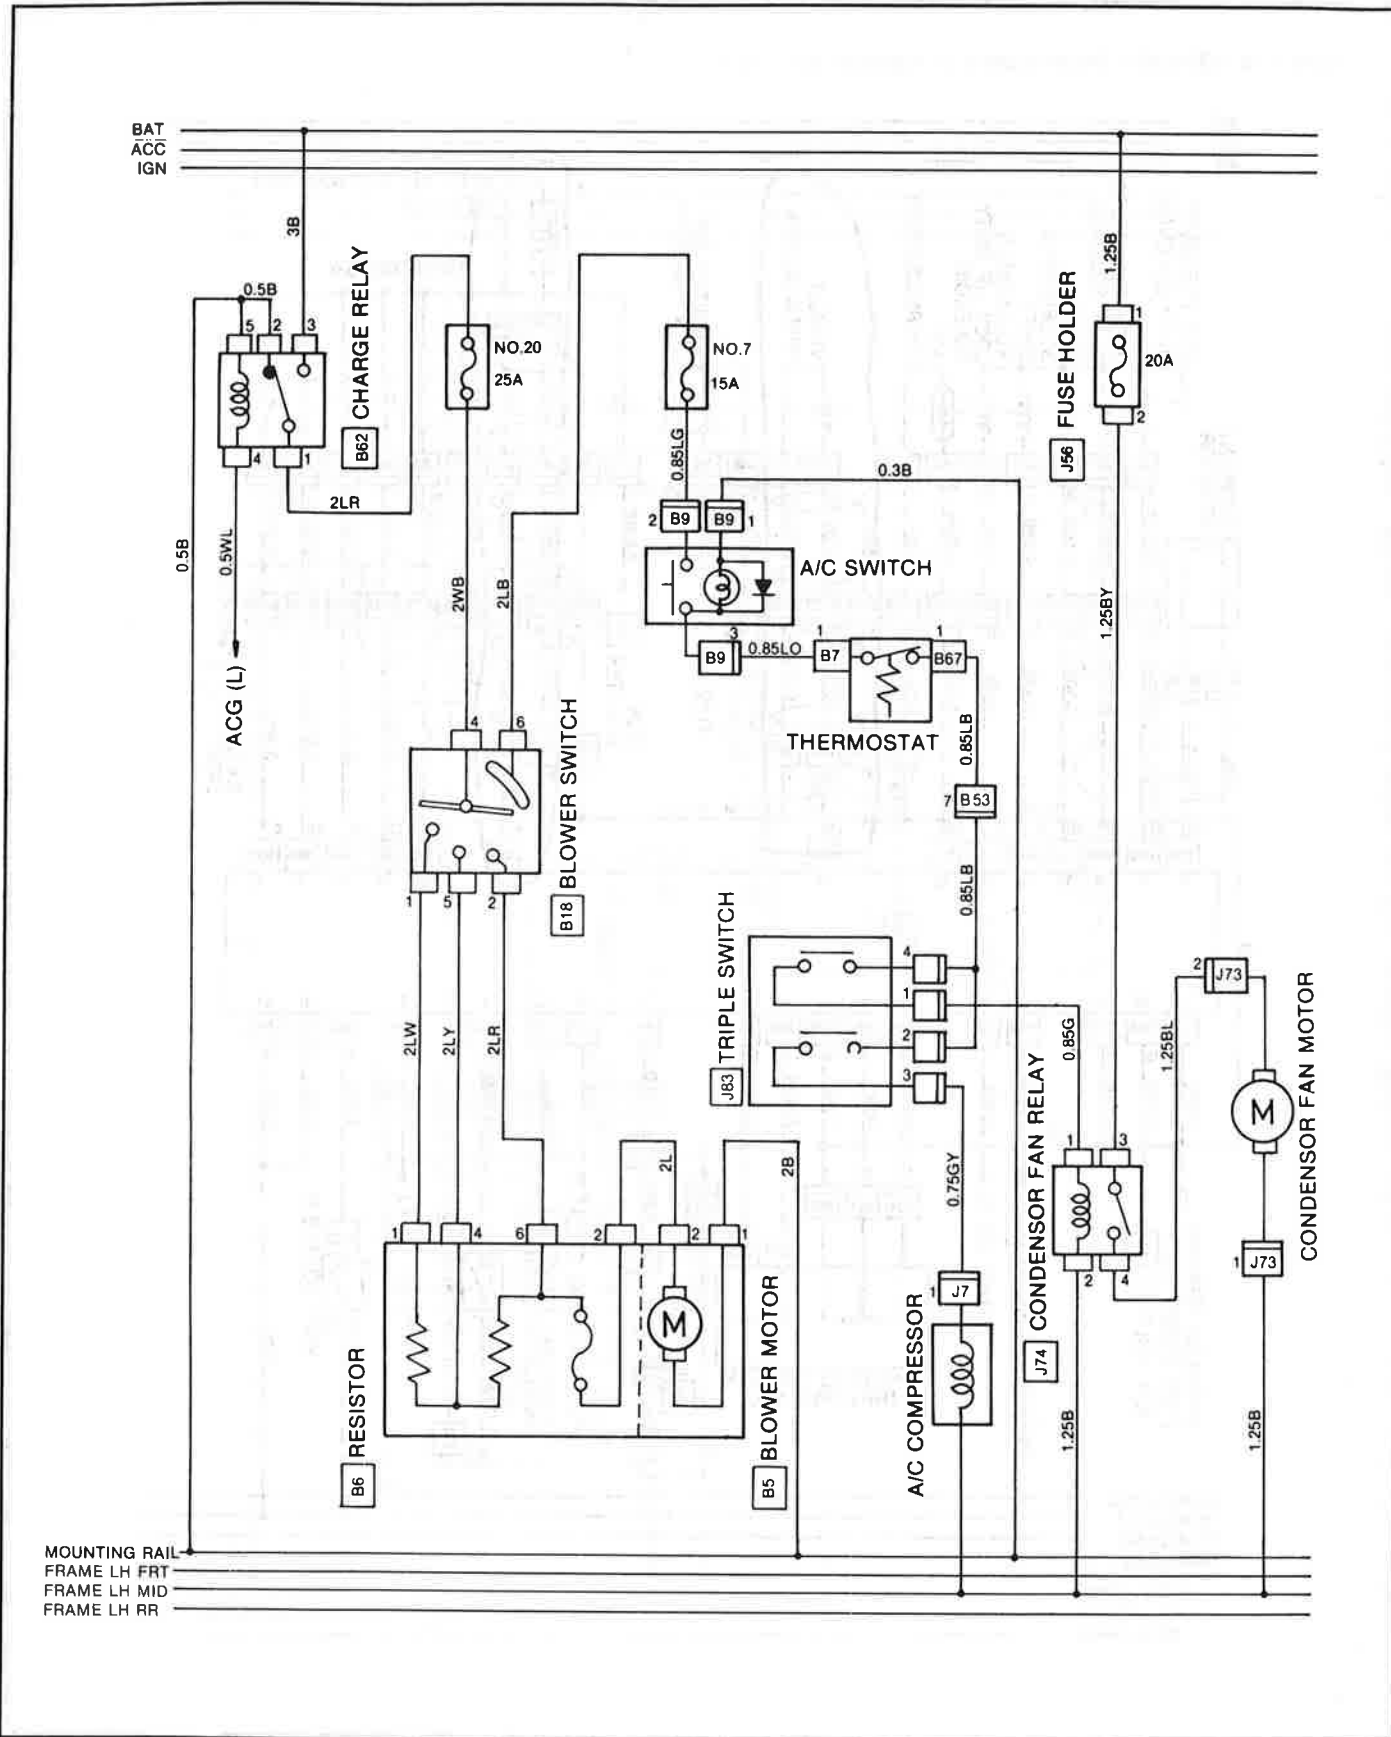 BAT
ACC
IGN
3B
0.5B
5 2 3
CHARGE RELAY
B62
4 1
2LR
0.5B
0.5WL
ACG (L)
NO.20
25A
NO.7
15A
0.85LG
2 B9 B9 1
0.3B
A/C SWITCH
B9 3
0.85LO
1 B7
1 B67
THERMOSTAT
0.85LB
7 B53
0.85LB
1.25B
FUSE HOLDER
J56
1
20A
2
1.25BY
2WB
2LB
4 6
BLOWER SWITCH
B18
1 5 2
2LW
2LY
2LR
TRIPLE SWITCH
J83
4
1
2
3
0.85G
0.75GY
1.25BL
2 J73
M
CONDENSOR FAN MOTOR
1 J73
1 3
CONDENSOR FAN RELAY
J74
2 4
2L
2B
1 4 6 2 2 1
M
RESISTOR
B6
BLOWER MOTOR
B5
A/C COMPRESSOR
1 J7
1.25B
1.25B
MOUNTING RAIL
FRAME LH FRT
FRAME LH MID
FRAME LH RR